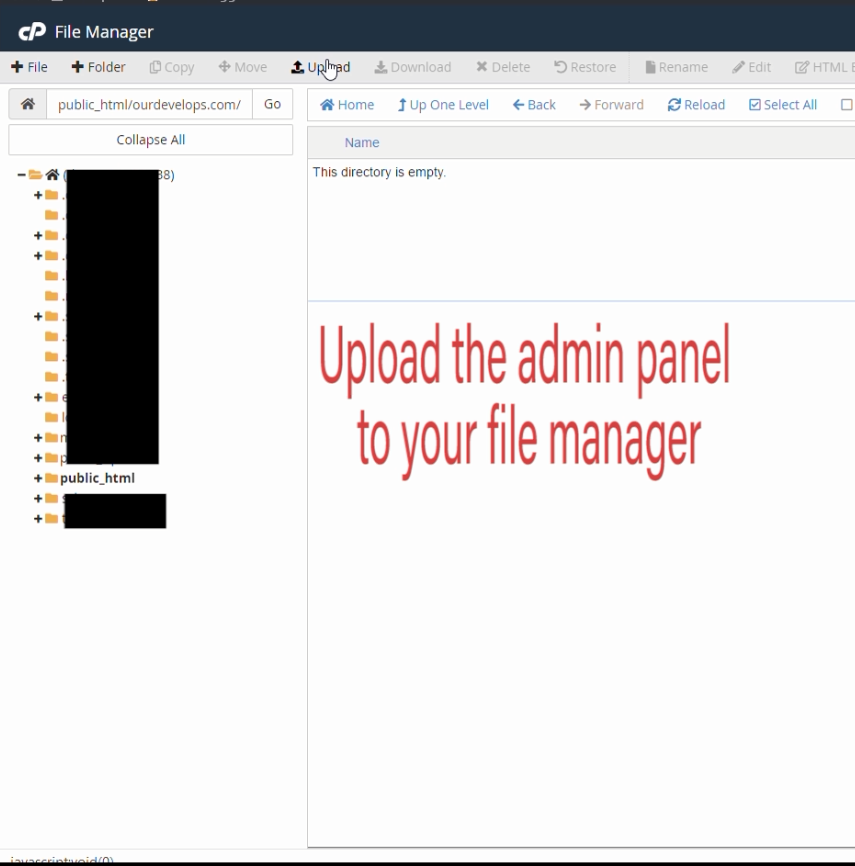 cP File Manager
File Folder Copy Move Upload Download Delete Restore Rename Edit HTML
public_html/ourdevelops.com/ Go Home Up One Level Back Forward Reload Select All
Collapse All
Name
38)
This directory is empty.
Upload the admin panel
to your file manager
public_html
javascript:void(0)